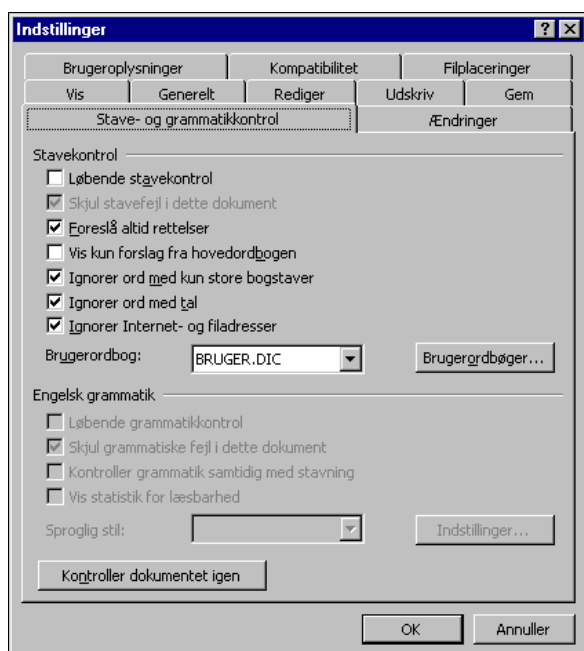 Indstillinger
Brugeroplysninger Kompatibilitet Filplaceringer
Vis Generelt Rediger Udskriv Gem
Stave- og grammatikkontrol Ændringer
Stavekontrol
Løbende stavekontrol
Skjul stavefejl i dette dokument
Foreslå altid rettelser
Vis kun forslag fra hovedordbogen
Ignorer ord med kun store bogstaver
Ignorer ord med tal
Ignorer Internet- og filadresser
Brugerordbog: BRUGER.DIC Brugerordbøger...
Engelsk grammatik
Løbende grammatikkontrol
Skjul grammatiske fejl i dette dokument
Kontroller grammatik samtidig med stavning
Vis statistik for læsbarhed
Sproglig stil: Indstillinger...
Kontroller dokumentet igen
OK Annuller